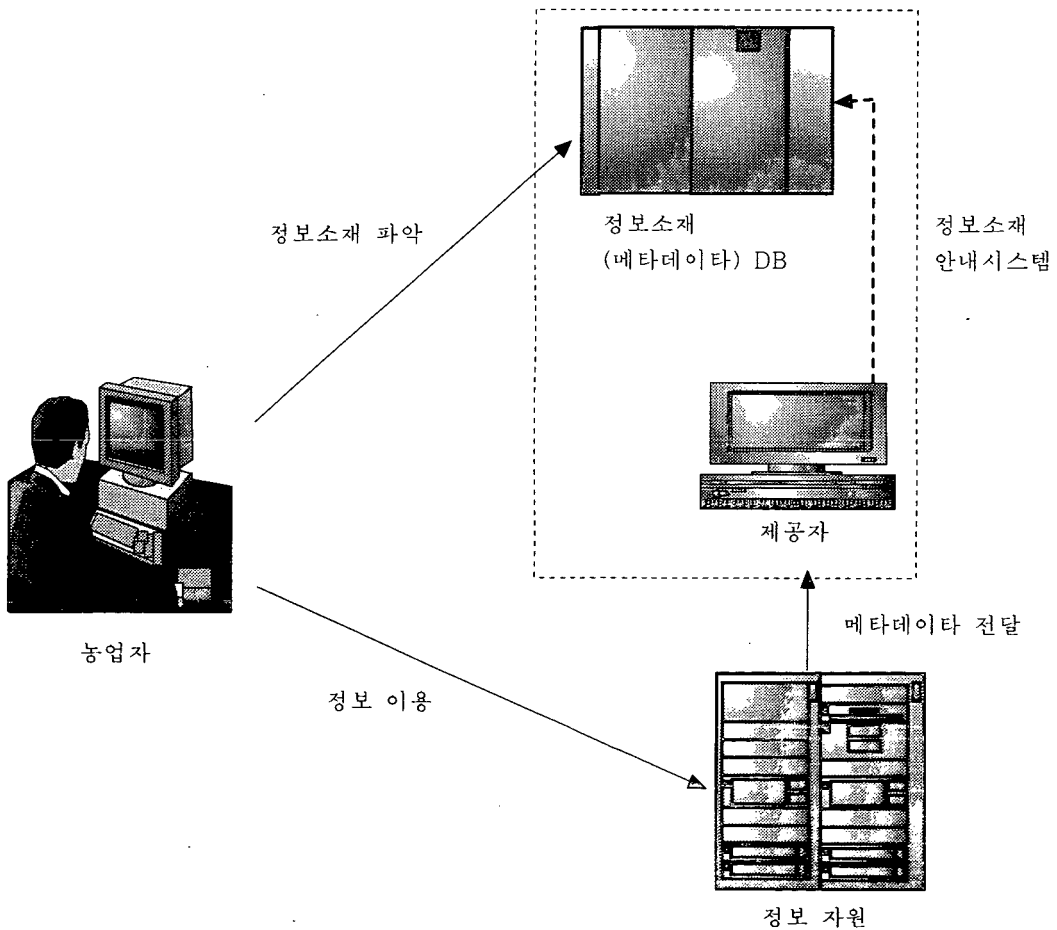 정보소재 파악
정보소재
(메타데이타) DB
정보소재
안내시스템
제공자
농업자
메타데이타 전달
정보 이용
정보 자원